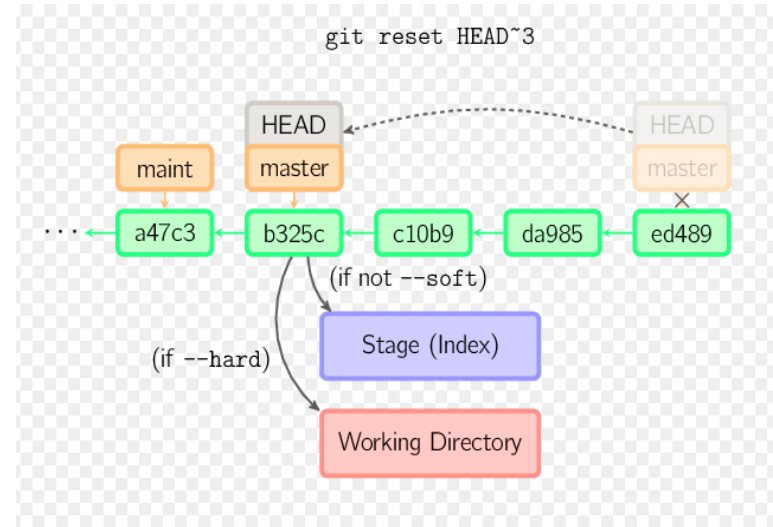 git reset HEAD~3
HEAD
HEAD
maint
master
master
...
a47c3
b325c
c10b9
da985
ed489
(if not --soft)
Stage (Index)
(if --hard)
Working Directory